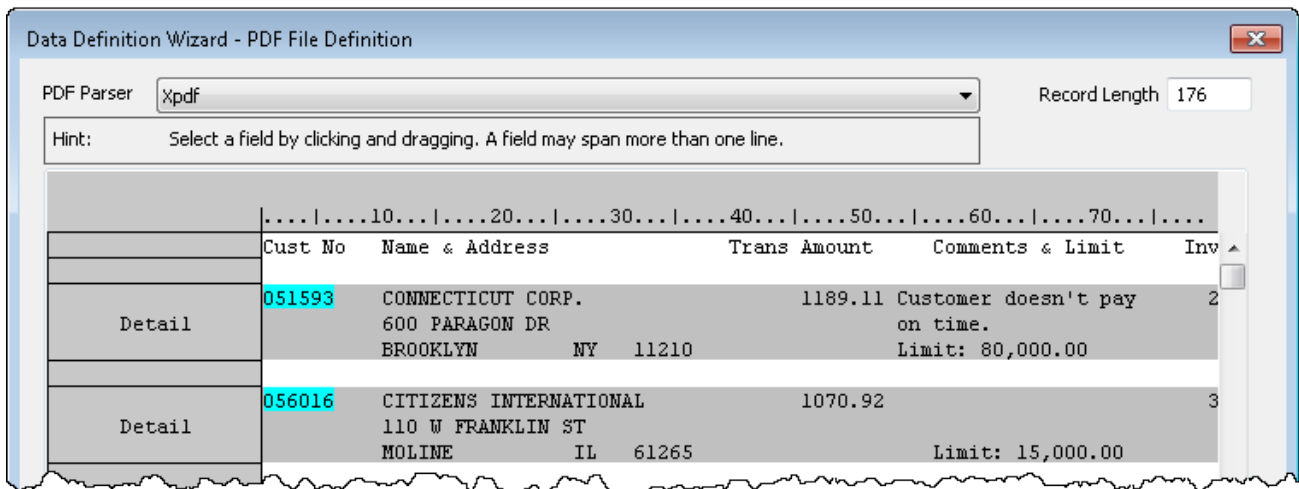 Data Definition Wizard - PDF File Definition
PDF Parser Xpdf Record Length 176
Hint: Select a field by clicking and dragging. A field may span more than one line.
|....|....10...|....20...|....30...|....40...|....50...|....60...|....70...|....
Cust No Name & Address Trans Amount Comments & Limit Inv
051593 CONNECTICUT CORP. 1189.11 Customer doesn't pay 2
Detail 600 PARAGON DR on time.
BROOKLYN NY 11210 Limit: 80,000.00
056016 CITIZENS INTERNATIONAL 1070.92 3
Detail 110 W FRANKLIN ST
MOLINE IL 61265 Limit: 15,000.00